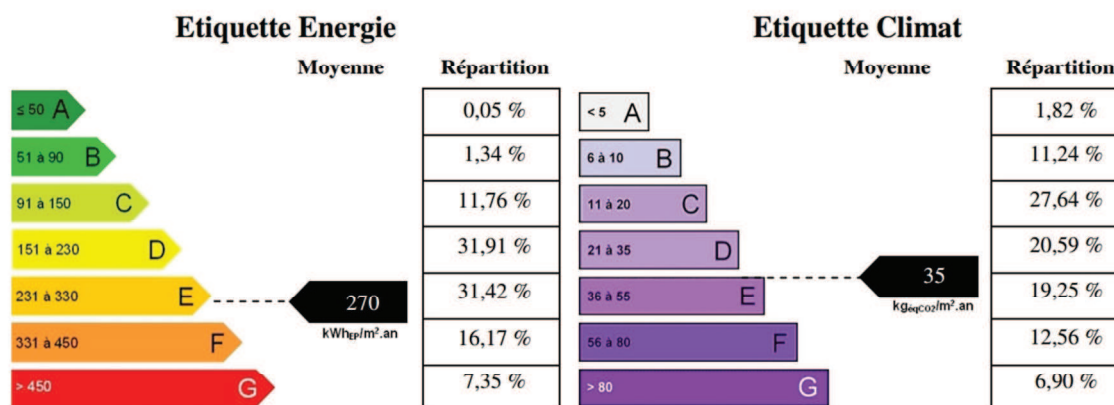 Etiquette Energie
Moyenne Répartition
≤ 50 A 0,05 %
51 à 90 B 1,34 %
91 à 150 C 11,76 %
151 à 230 D 31,91 %
231 à 330 E 270 31,42 %
kWhEP/m².an
331 à 450 F 16,17 %
> 450 G 7,35 %
Etiquette Climat
Moyenne Répartition
< 5 A 1,82 %
6 à 10 B 11,24 %
11 à 20 C 27,64 %
21 à 35 D 20,59 %
36 à 55 E 35 19,25 %
kgéqCO2/m².an
56 à 80 F 12,56 %
> 80 G 6,90 %